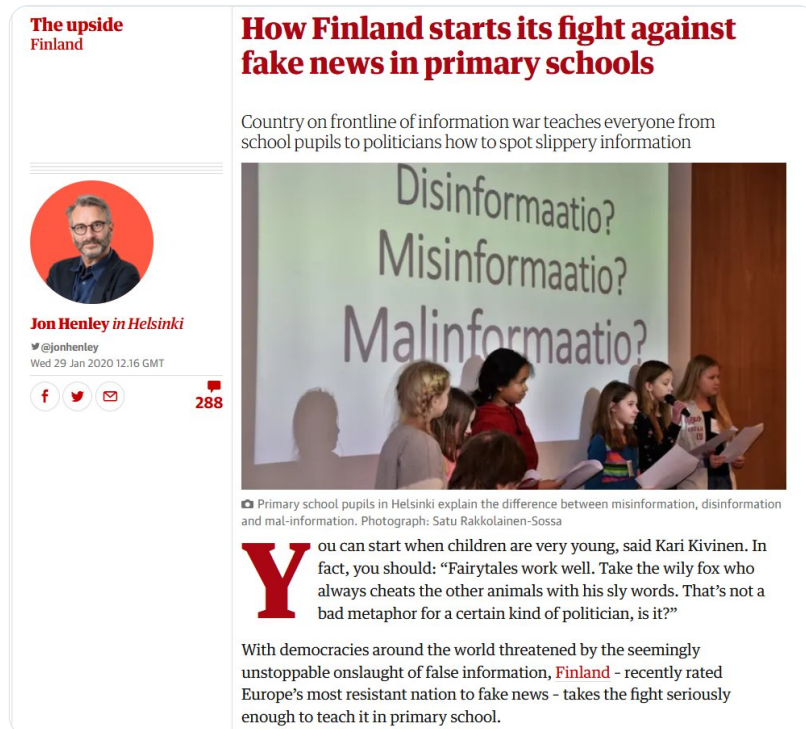 The upside
Finland
How Finland starts its fight against
fake news in primary schools
Country on frontline of information war teaches everyone from
school pupils to politicians how to spot slippery information
Jon Henley in Helsinki
@jonhenley
Wed 29 Jan 2020 12.16 GMT
288
Disinformaatio?
Misinformaatio?
Malinformaatio?
Primary school pupils in Helsinki explain the difference between misinformation, disinformation
and mal-information. Photograph: Satu Rakkolainen-Sossa
You can start when children are very young, said Kari Kivinen. In
fact, you should: “Fairytales work well. Take the wily fox who
always cheats the other animals with his sly words. That’s not a
bad metaphor for a certain kind of politician, is it?”
With democracies around the world threatened by the seemingly
unstoppable onslaught of false information, Finland – recently rated
Europe’s most resistant nation to fake news – takes the fight seriously
enough to teach it in primary school.